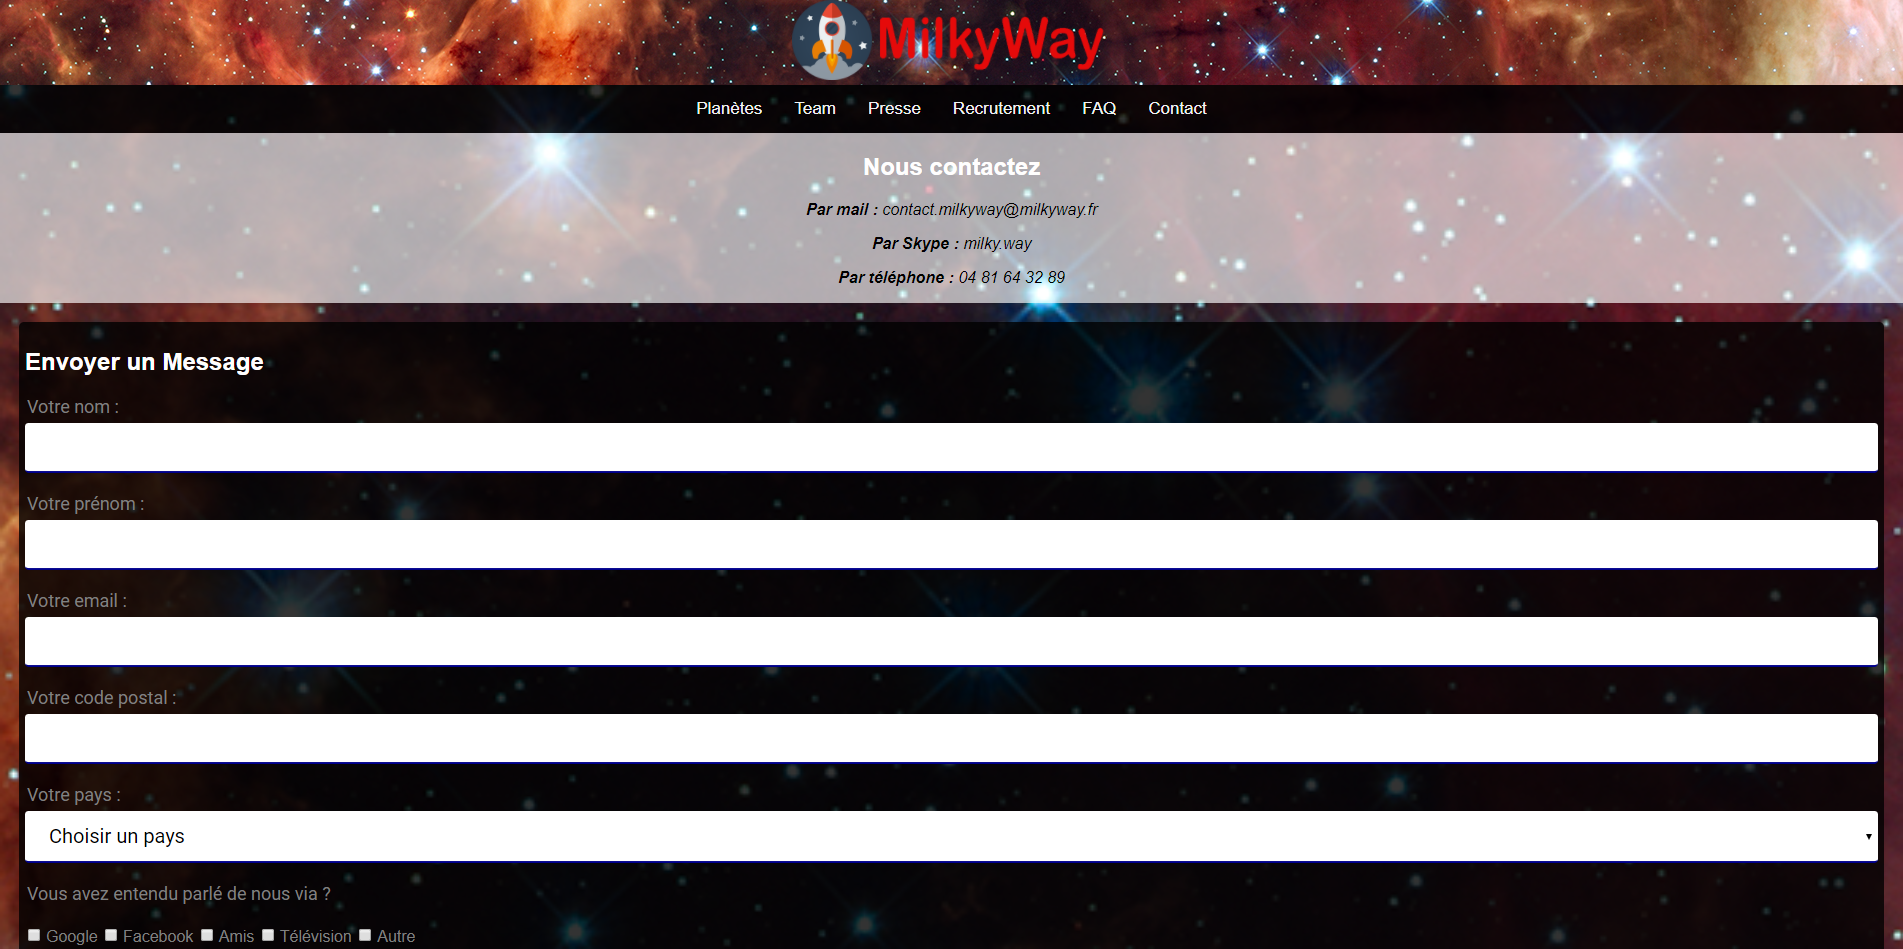 MilkyWay
Planètes Team Presse Recrutement FAQ Contact
Nous contactez
Par mail : contact.milkyway@milkyway.fr
Par Skype : milky.way
Par téléphone : 04 81 64 32 89
Envoyer un Message
Votre nom :
Votre prénom :
Votre email :
Votre code postal :
Votre pays :
Choisir un pays
Vous avez entendu parlé de nous via ?
Google Facebook Amis Télévision Autre